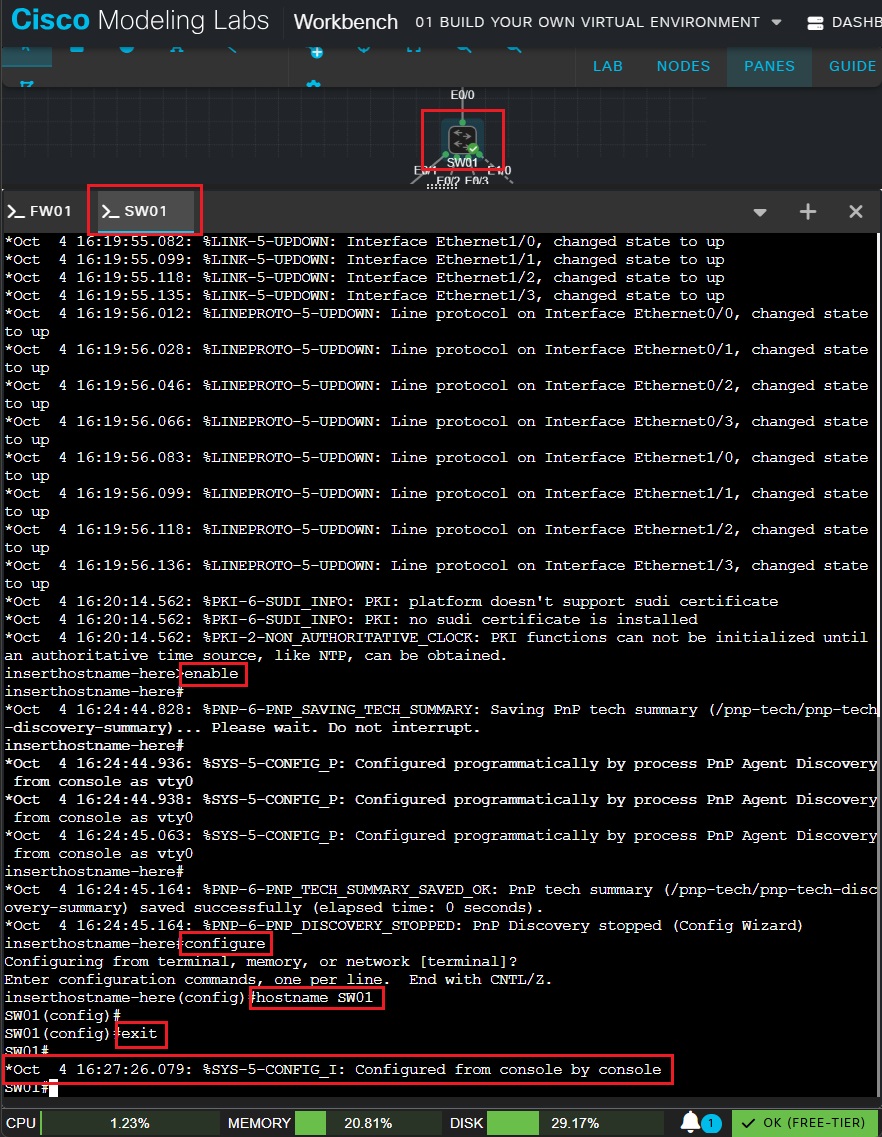 Cisco Modeling Labs Workbench 01 BUILD YOUR OWN VIRTUAL ENVIRONMENT DASHB
LAB NODES PANES GUIDE
E0/0
SW01
E0/1 E1/0
E0/2 E0/3
FW01 SW01
*Oct  4 16:19:55.082: %LINK-5-UPDOWN: Interface Ethernet1/0, changed state to up
*Oct  4 16:19:55.099: %LINK-5-UPDOWN: Interface Ethernet1/1, changed state to up
*Oct  4 16:19:55.118: %LINK-5-UPDOWN: Interface Ethernet1/2, changed state to up
*Oct  4 16:19:55.135: %LINK-5-UPDOWN: Interface Ethernet1/3, changed state to up
*Oct  4 16:19:56.012: %LINEPROTO-5-UPDOWN: Line protocol on Interface Ethernet0/0, changed state
to up
*Oct  4 16:19:56.028: %LINEPROTO-5-UPDOWN: Line protocol on Interface Ethernet0/1, changed state
to up
*Oct  4 16:19:56.046: %LINEPROTO-5-UPDOWN: Line protocol on Interface Ethernet0/2, changed state
to up
*Oct  4 16:19:56.066: %LINEPROTO-5-UPDOWN: Line protocol on Interface Ethernet0/3, changed state
to up
*Oct  4 16:19:56.083: %LINEPROTO-5-UPDOWN: Line protocol on Interface Ethernet1/0, changed state
to up
*Oct  4 16:19:56.099: %LINEPROTO-5-UPDOWN: Line protocol on Interface Ethernet1/1, changed state
to up
*Oct  4 16:19:56.118: %LINEPROTO-5-UPDOWN: Line protocol on Interface Ethernet1/2, changed state
to up
*Oct  4 16:19:56.136: %LINEPROTO-5-UPDOWN: Line protocol on Interface Ethernet1/3, changed state
to up
*Oct  4 16:20:14.562: %PKI-6-SUDI_INFO: PKI: platform doesn't support sudi certificate
*Oct  4 16:20:14.562: %PKI-6-SUDI_INFO: PKI: no sudi certificate is installed
*Oct  4 16:20:14.562: %PKI-2-NON_AUTHORITATIVE_CLOCK: PKI functions can not be initialized until
an authoritative time source, like NTP, can be obtained.
inserthostname-here>enable
inserthostname-here#
*Oct  4 16:24:44.828: %PNP-6-PNP_SAVING_TECH_SUMMARY: Saving PnP tech summary (/pnp-tech/pnp-tech
-discovery-summary)... Please wait. Do not interrupt.
inserthostname-here#
*Oct  4 16:24:44.936: %SYS-5-CONFIG_P: Configured programmatically by process PnP Agent Discovery
from console as vty0
*Oct  4 16:24:44.938: %SYS-5-CONFIG_P: Configured programmatically by process PnP Agent Discovery
from console as vty0
*Oct  4 16:24:45.063: %SYS-5-CONFIG_P: Configured programmatically by process PnP Agent Discovery
from console as vty0
inserthostname-here#
*Oct  4 16:24:45.164: %PNP-6-PNP_TECH_SUMMARY_SAVED_OK: PnP tech summary (/pnp-tech/pnp-tech-disc
overy-summary) saved successfully (elapsed time: 0 seconds).
*Oct  4 16:24:45.164: %PNP-6-PNP_DISCOVERY_STOPPED: PnP Discovery stopped (Config Wizard)
inserthostname-here#configure
Configuring from terminal, memory, or network [terminal]?
Enter configuration commands, one per line.  End with CNTL/Z.
inserthostname-here(config)#hostname SW01
SW01(config)#
SW01(config)#exit
SW01#
*Oct  4 16:27:26.079: %SYS-5-CONFIG_I: Configured from console by console
SW01#
CPU 1.23% MEMORY 20.81% DISK 29.17% 1 OK (FREE-TIER)